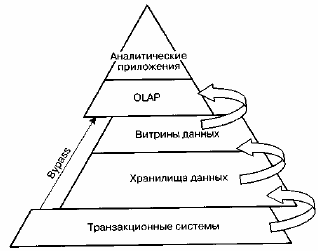 Аналитические
приложения
OLAP
Витрины данных
Хранилища данных
Транзакционные системы
Bypass